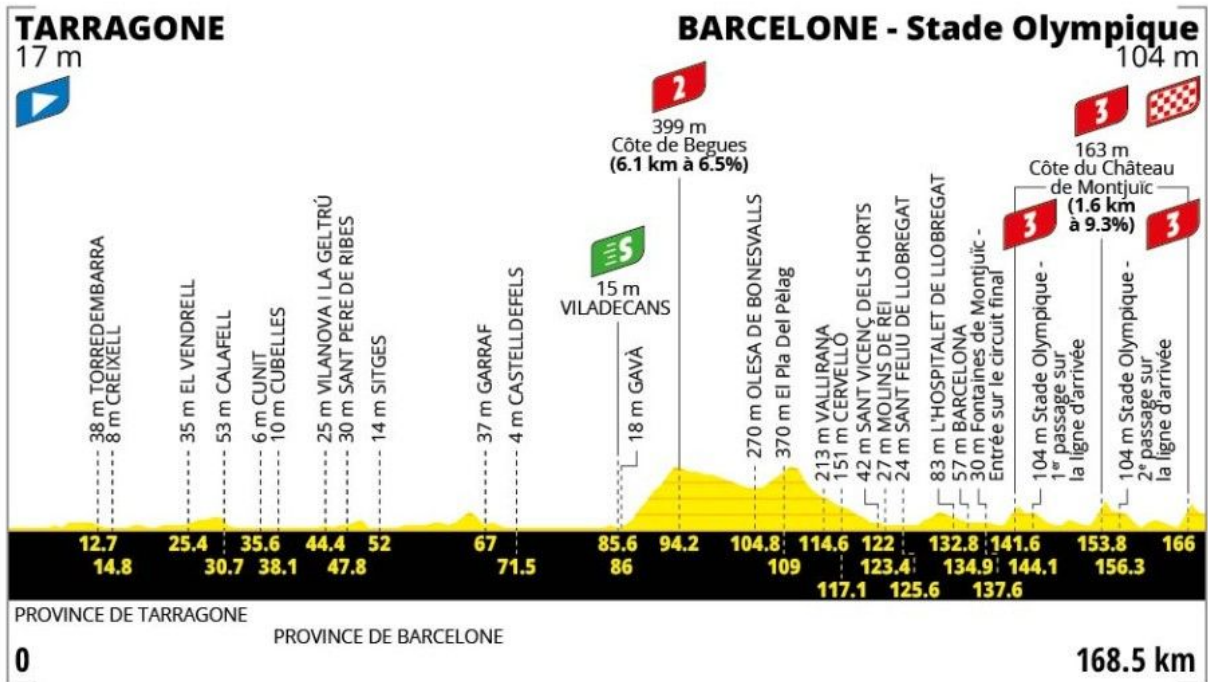 TARRAGONE
17 m
BARCELONE - Stade Olympique
104 m
2
399 m
Côte de Begues
(6.1 km à 6.5%)
3
163 m
Côte du Château
de Montjuïc
(1.6 km
à 9.3%)
3
3
S
15 m
VILADECANS
38 m TORREDEMBARRA
8 m CREIXELL
35 m EL VENDRELL
53 m CALAFELL
6 m CUNIT
10 m CUBELLES
25 m VILANOVA I LA GELTRÚ
30 m SANT PERE DE RIBES
14 m SITGES
37 m GARRAF
4 m CASTELLDEFELS
18 m GAVÀ
270 m OLESA DE BONESVALLS
370 m El Pla Del Pèlag
213 m VALLIRANA
151 m CERVELLÓ
42 m SANT VICENÇ DELS HORTS
27 m MOLINS DE REI
24 m SANT FELIU DE LLOBREGAT
83 m L'HOSPITALET DE LLOBREGAT
57 m BARCELONA
30 m Fontaines de Montjuïc -
Entrée sur le circuit final
104 m Stade Olympique -
1er passage sur
la ligne d'arrivée
104 m Stade Olympique -
2e passage sur
la ligne d'arrivée
12.7 25.4 35.6 44.4 52 67 85.6 94.2 104.8 114.6 122 132.8 141.6 153.8 166
14.8 30.7 38.1 47.8 71.5 86 109 123.4 134.9 144.1 156.3
117.1 125.6 137.6
PROVINCE DE TARRAGONE
PROVINCE DE BARCELONE
0
168.5 km